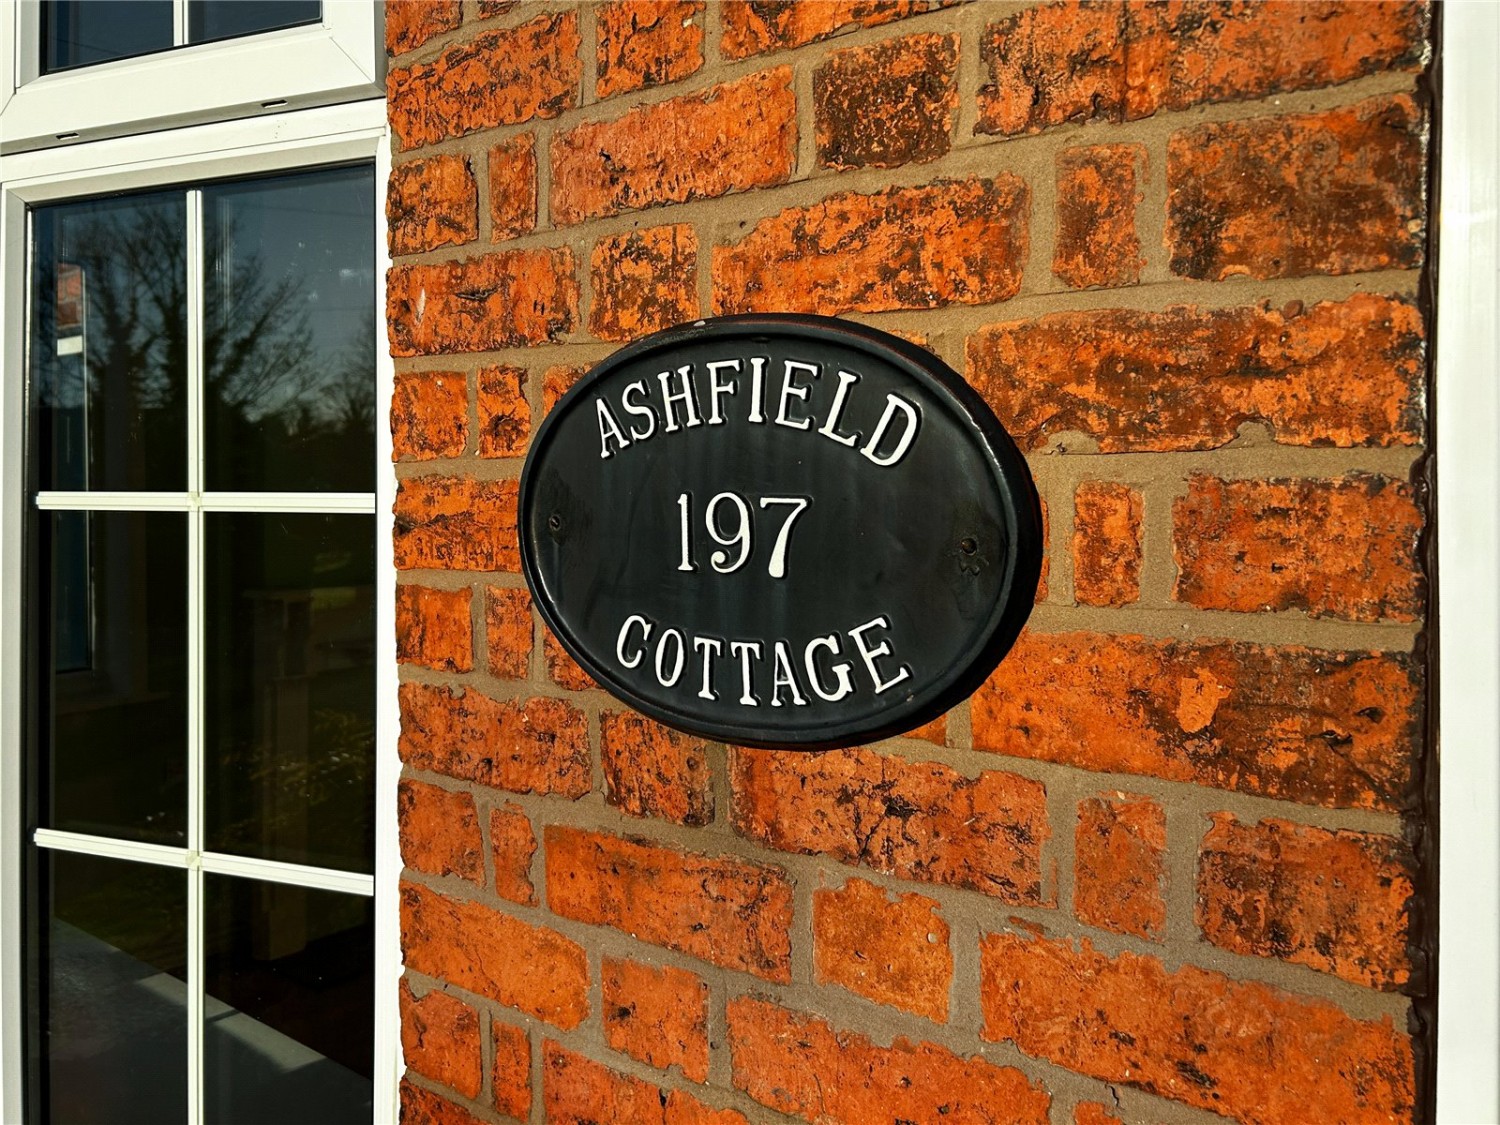 ASHFIELD
197
COTTAGE